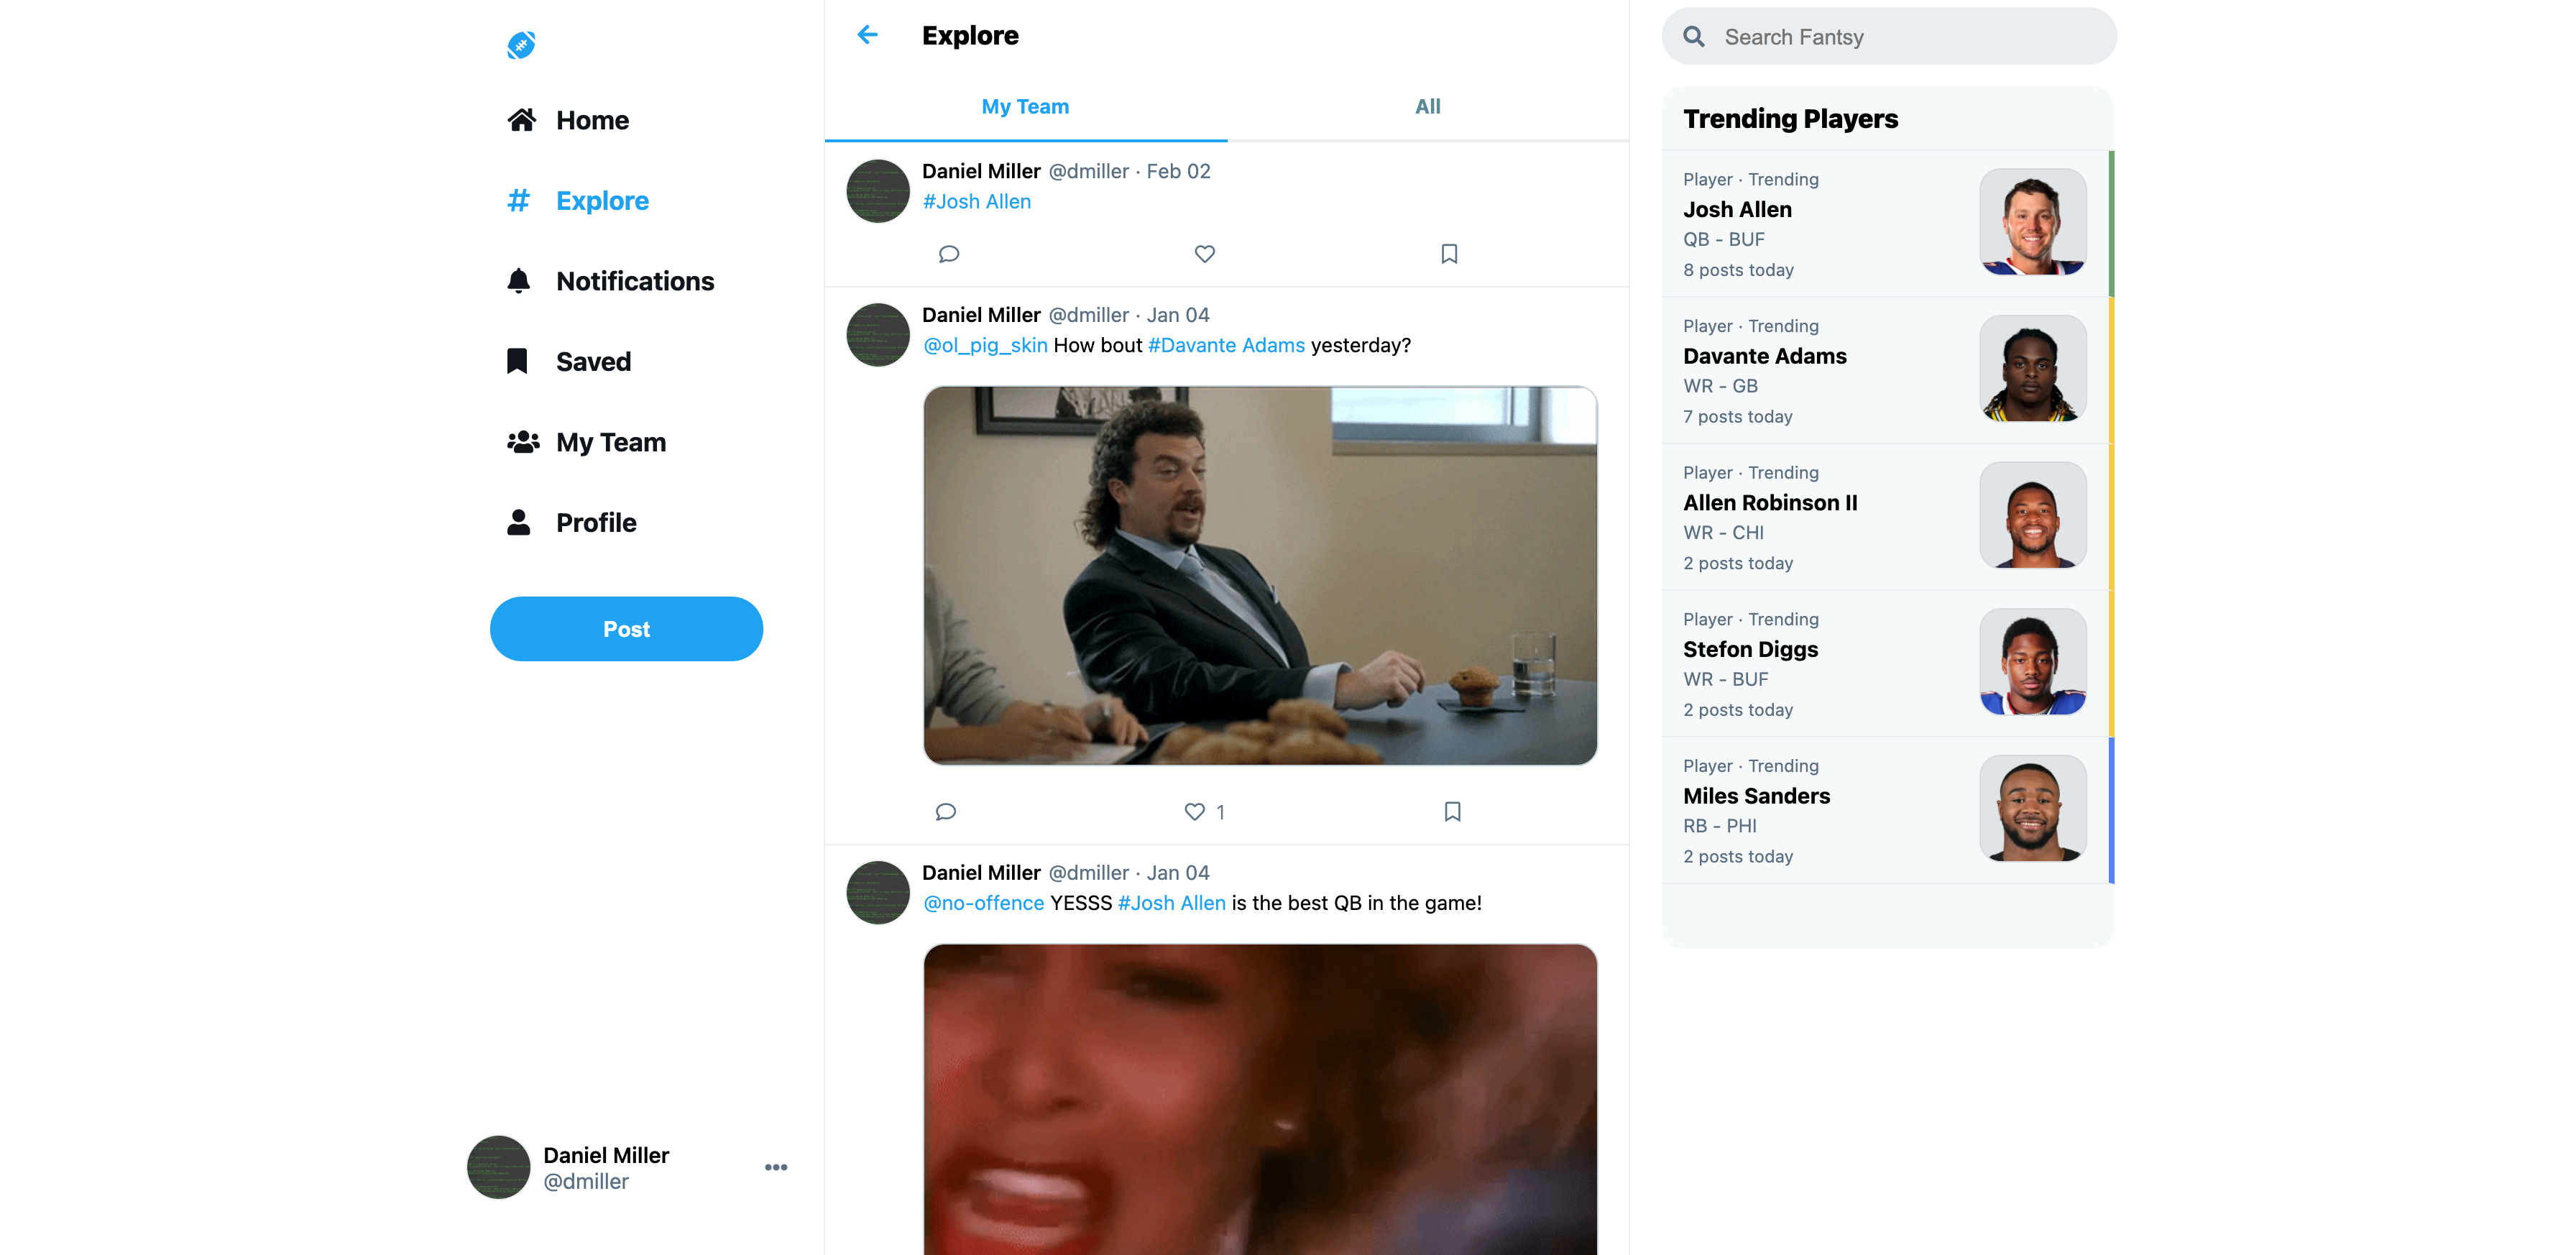 Home
Explore
Notifications
Saved
My Team
Profile
Post
Daniel Miller
@dmiller
Explore
My Team
All
Daniel Miller @dmiller · Feb 02
#Josh Allen
Daniel Miller @dmiller · Jan 04
@ol_pig_skin How bout #Davante Adams yesterday?
1
Daniel Miller @dmiller · Jan 04
@no-offence YESSS #Josh Allen is the best QB in the game!
Search Fantsy
Trending Players
Player · Trending
Josh Allen
QB - BUF
8 posts today
Player · Trending
Davante Adams
WR - GB
7 posts today
Player · Trending
Allen Robinson II
WR - CHI
2 posts today
Player · Trending
Stefon Diggs
WR - BUF
2 posts today
Player · Trending
Miles Sanders
RB - PHI
2 posts today